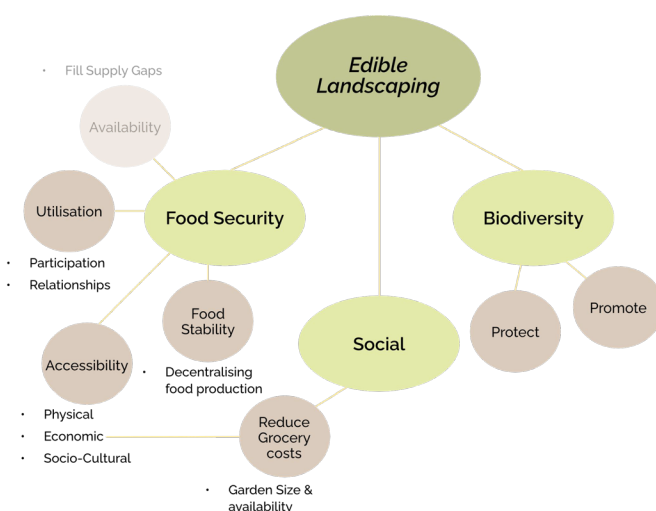 Edible
Landscaping
• Fill Supply Gaps
Availability
Utilisation
Food Security
Biodiversity
• Participation
• Relationships
Food
Stability
Promote
Protect
Social
Accessibility
• Decentralising
food production
• Physical
• Economic
• Socio-Cultural
Reduce
Grocery
costs
• Garden Size &
availability